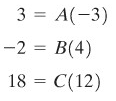 3 = A(−3)
−2 = B(4)
18 = C(12)